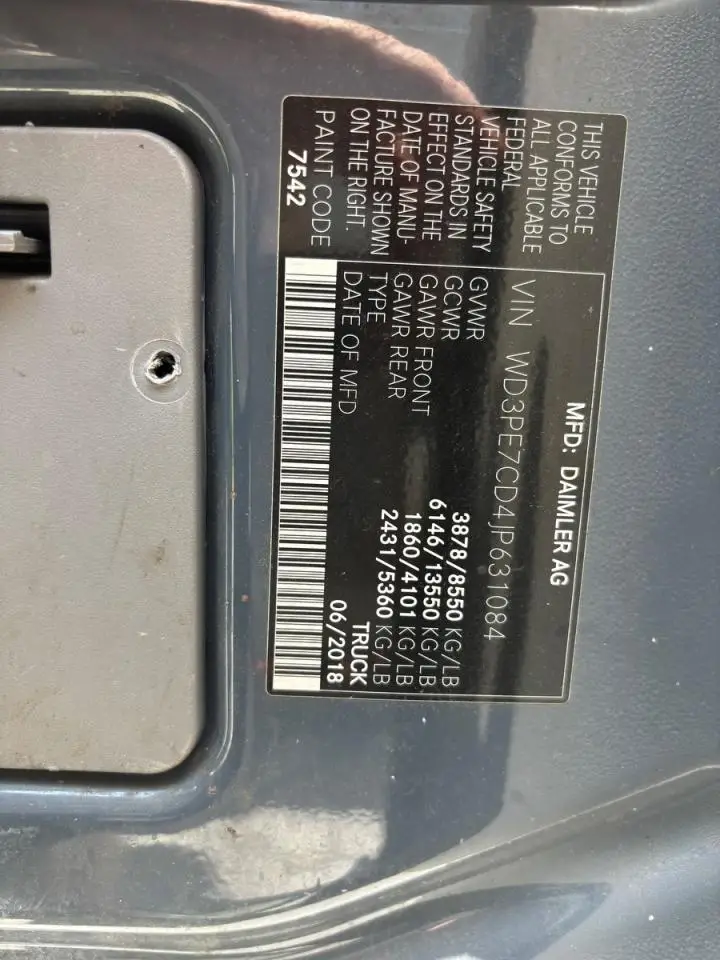 MFD: DAIMLER AG
THIS VEHICLE
CONFORMS TO
ALL APPLICABLE
FEDERAL
VEHICLE SAFETY
STANDARDS IN
EFFECT ON THE
DATE OF MANU-
FACTURE SHOWN
ON THE RIGHT.
PAINT CODE
7542
VIN WD3PE7CD4JP631084
GVWR 3878/8550 KG/LB
GCWR 6146/13550 KG/LB
GAWR FRONT 1860/4101 KG/LB
GAWR REAR 2431/5360 KG/LB
TYPE TRUCK
DATE OF MFD 06/2018